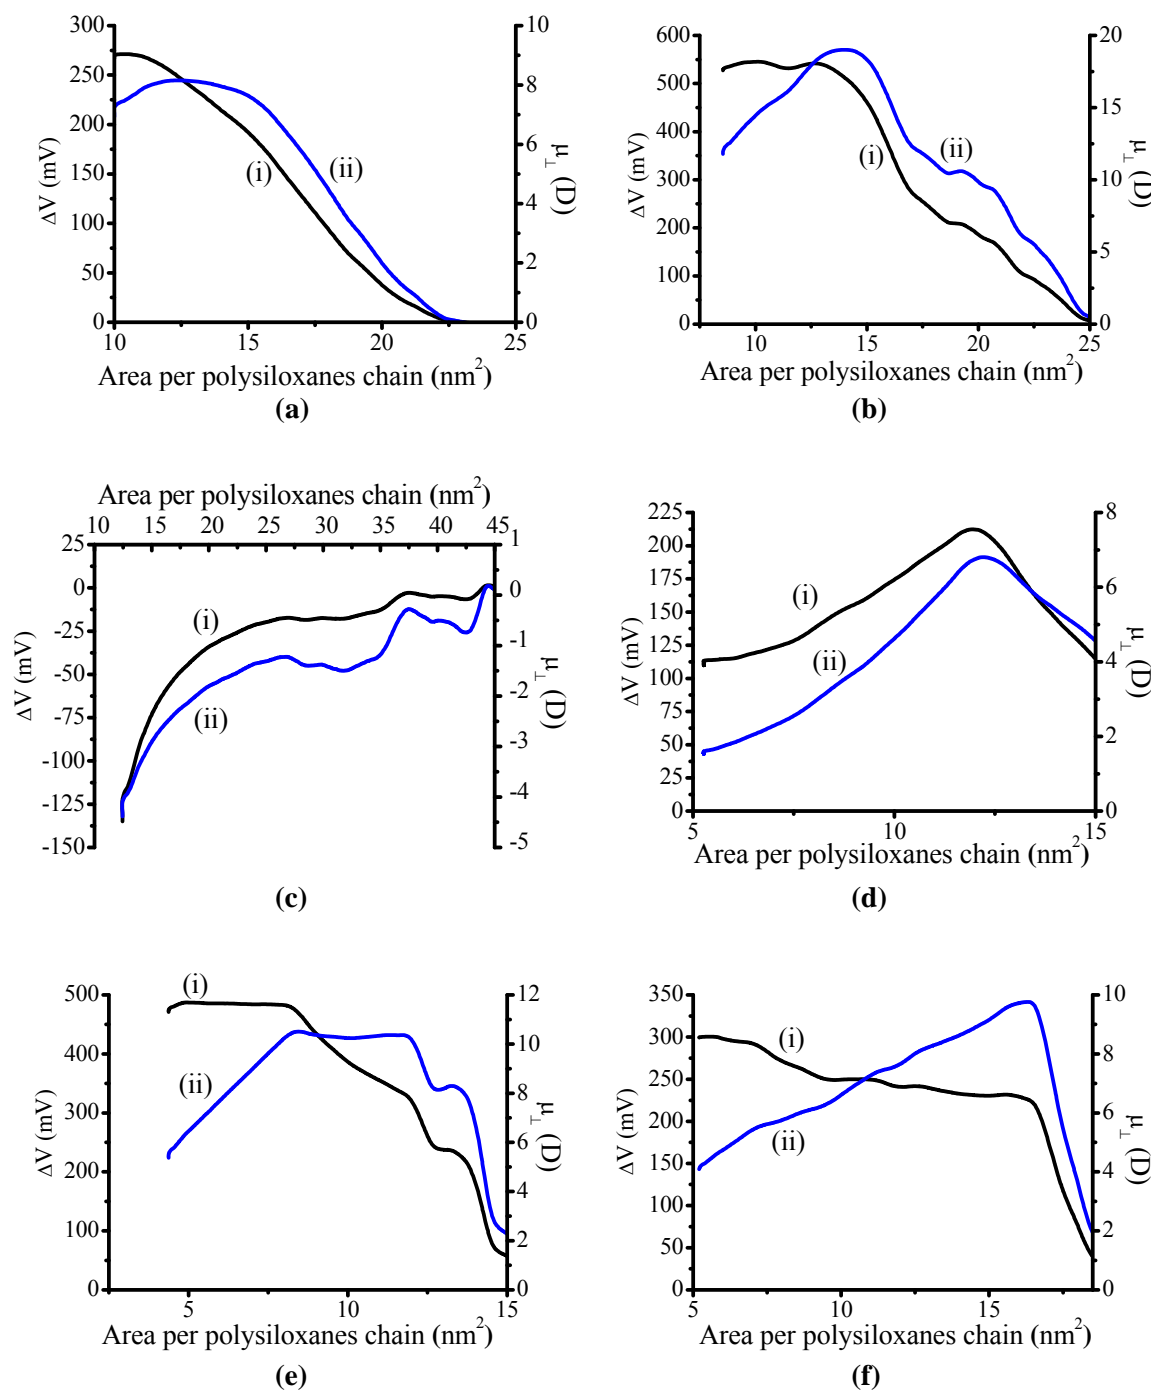 300
250
200
150
100
50
0
ΔV (mV)
10
8
6
4
2
0
μ⊥ (D)
(i)
(ii)
10 15 20 25
Area per polysiloxanes chain (nm²)
(a)
600
500
400
300
200
100
0
ΔV (mV)
20
15
10
5
0
μ⊥ (D)
(i)
(ii)
10 15 20 25
Area per polysiloxanes chain (nm²)
(b)
Area per polysiloxanes chain (nm²)
10 15 20 25 30 35 40 45
25
0
-25
-50
-75
-100
-125
-150
ΔV (mV)
1
0
-1
-2
-3
-4
-5
μ⊥ (D)
(i)
(ii)
(c)
225
200
175
150
125
100
75
50
25
0
ΔV (mV)
8
6
4
2
0
μ⊥ (D)
(i)
(ii)
5 10 15
Area per polysiloxanes chain (nm²)
(d)
500
400
300
200
100
0
ΔV (mV)
12
10
8
6
4
2
0
μ⊥ (D)
(i)
(ii)
5 10 15
Area per polysiloxanes chain (nm²)
(e)
350
300
250
200
150
100
50
0
ΔV (mV)
10
8
6
4
2
0
μ⊥ (D)
(i)
(ii)
5 10 15
Area per polysiloxanes chain (nm²)
(f)